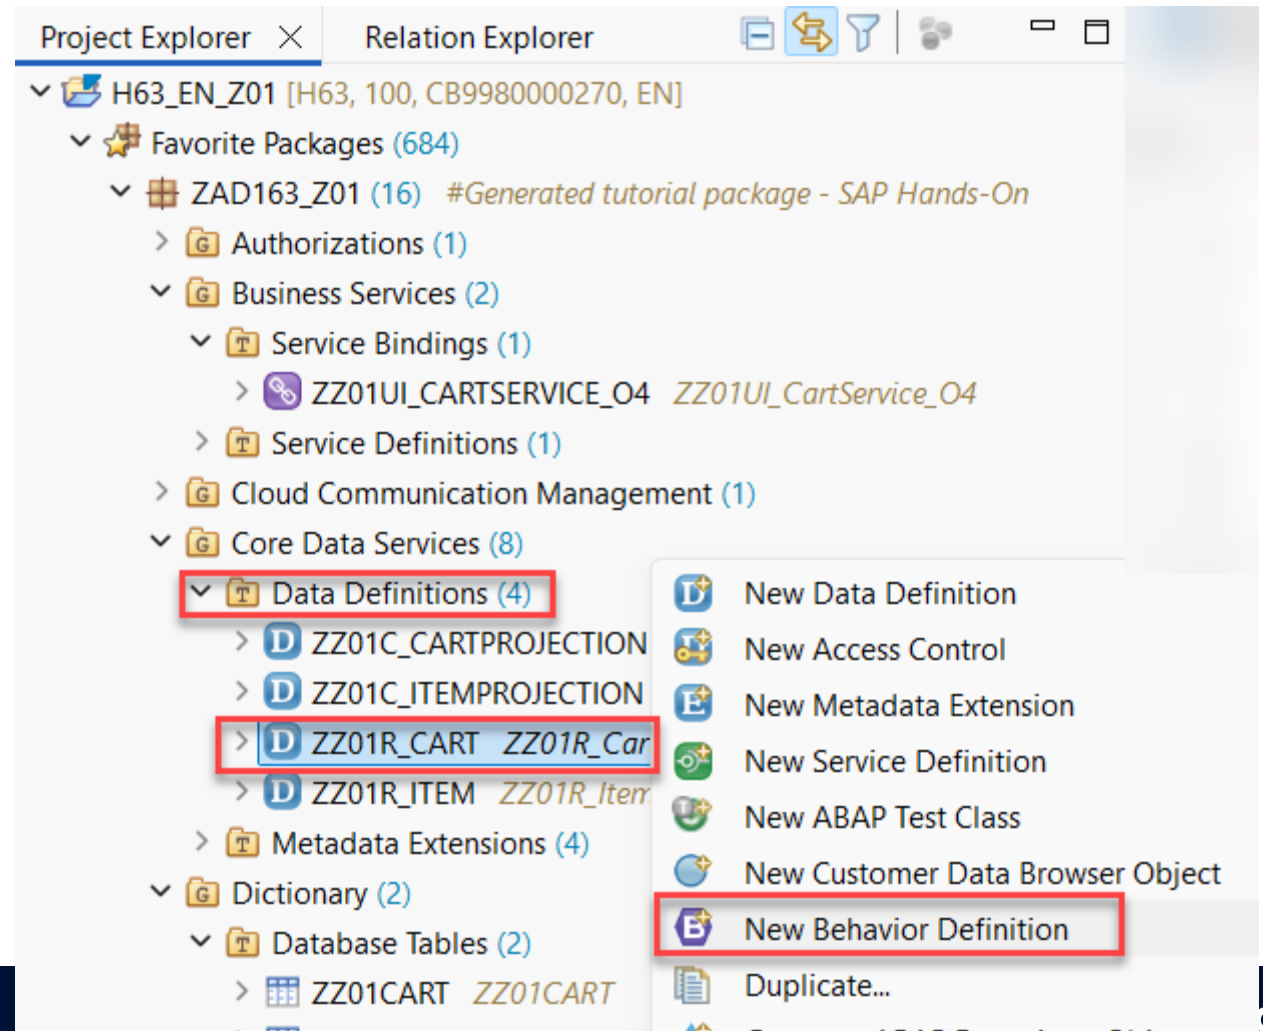 Project Explorer
Relation Explorer
H63_EN_Z01 [H63, 100, CB9980000270, EN]
Favorite Packages (684)
ZAD163_Z01 (16) #Generated tutorial package - SAP Hands-On
Authorizations (1)
Business Services (2)
Service Bindings (1)
ZZ01UI_CARTSERVICE_O4 ZZ01UI_CartService_O4
Service Definitions (1)
Cloud Communication Management (1)
Core Data Services (8)
Data Definitions (4)
ZZ01C_CARTPROJECTION
ZZ01C_ITEMPROJECTION
ZZ01R_CART ZZ01R_Car
ZZ01R_ITEM ZZ01R_Item
Metadata Extensions (4)
Dictionary (2)
Database Tables (2)
ZZ01CART ZZ01CART
New Data Definition
New Access Control
New Metadata Extension
New Service Definition
New ABAP Test Class
New Customer Data Browser Object
New Behavior Definition
Duplicate...